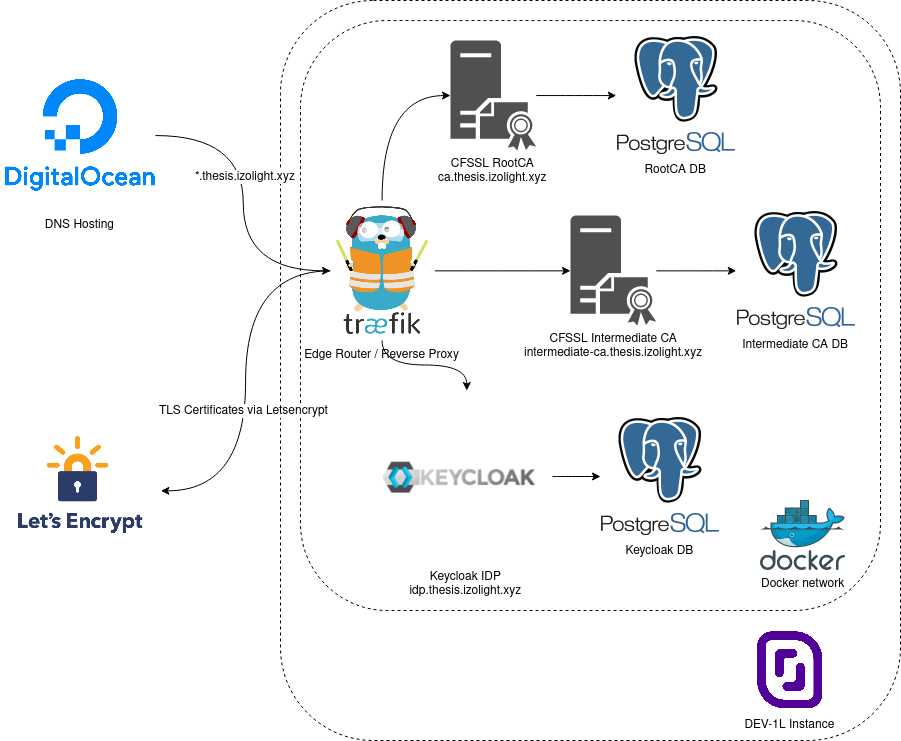 DigitalOcean
DNS Hosting
*.thesis.izolight.xyz
CFSSL RootCA
ca.thesis.izolight.xyz
PostgreSQL
RootCA DB
træfik
Edge Router / Reverse Proxy
CFSSL Intermediate CA
intermediate-ca.thesis.izolight.xyz
PostgreSQL
Intermediate CA DB
TLS Certificates via Letsencrypt
Let's Encrypt
KEYCLOAK
Keycloak IDP
idp.thesis.izolight.xyz
PostgreSQL
Keycloak DB
docker
Docker network
DEV-1L Instance